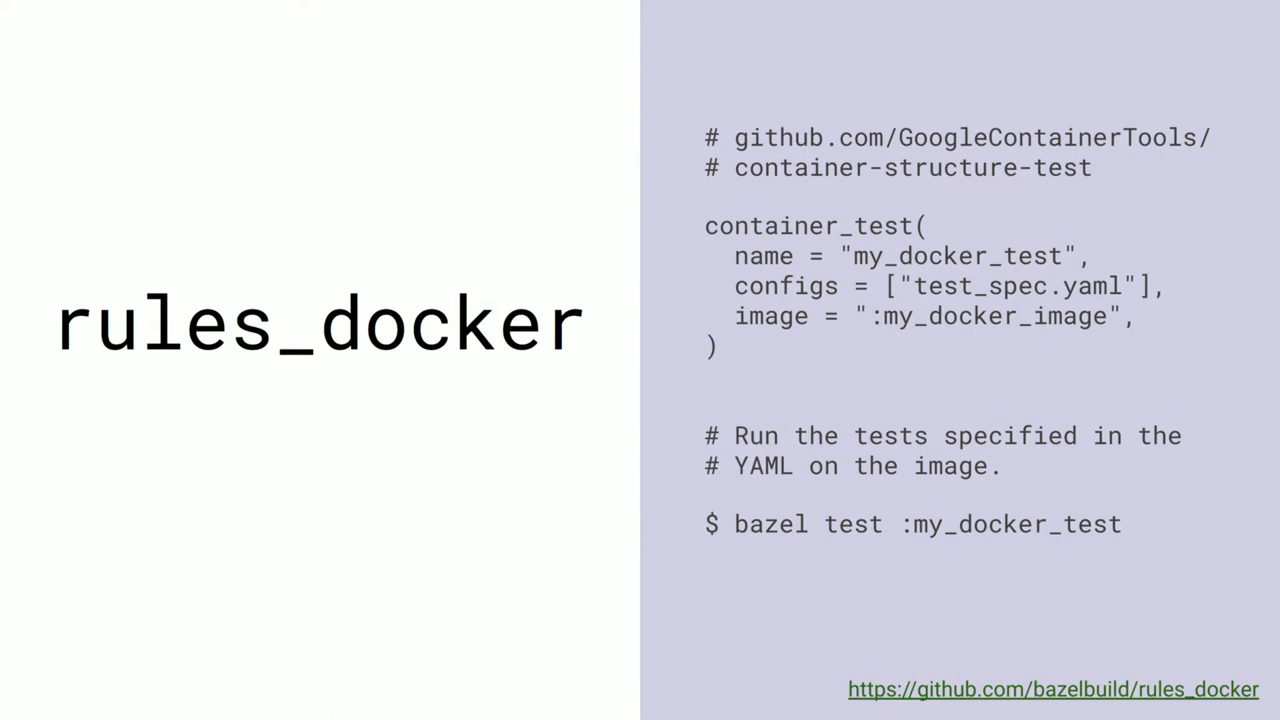 rules_docker
# github.com/GoogleContainerTools/
# container-structure-test
container_test(
  name = "my_docker_test",
  configs = ["test_spec.yaml"],
  image = ":my_docker_image",
)
# Run the tests specified in the
# YAML on the image.
$ bazel test :my_docker_test
https://github.com/bazelbuild/rules_docker